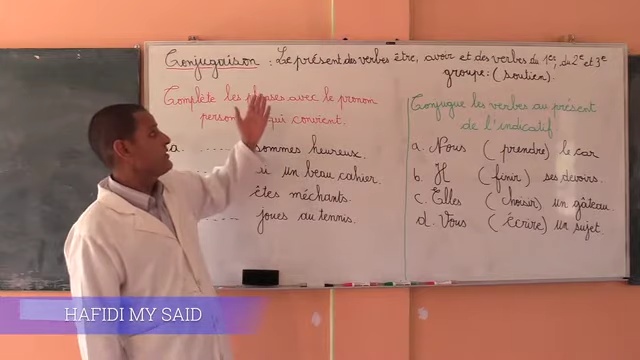 Conjugaison : Le présent des verbes être, avoir et des verbes du 1er, du 2e et 3e
groupe : (soutien).
Complète les phrases avec le pronom
person qui convient.
a. ........ sommes heureux.
u un beau cahier.
êtes méchants.
joues au tennis.
Conjugue les verbes au présent
de l'indicatif
a. Nous ( prendre) le car
b. Il ( finir) ses devoirs.
c. Elles ( choisir) un gâteau.
d. Vous ( écrire) un sujet.
HAFIDI MY SAID